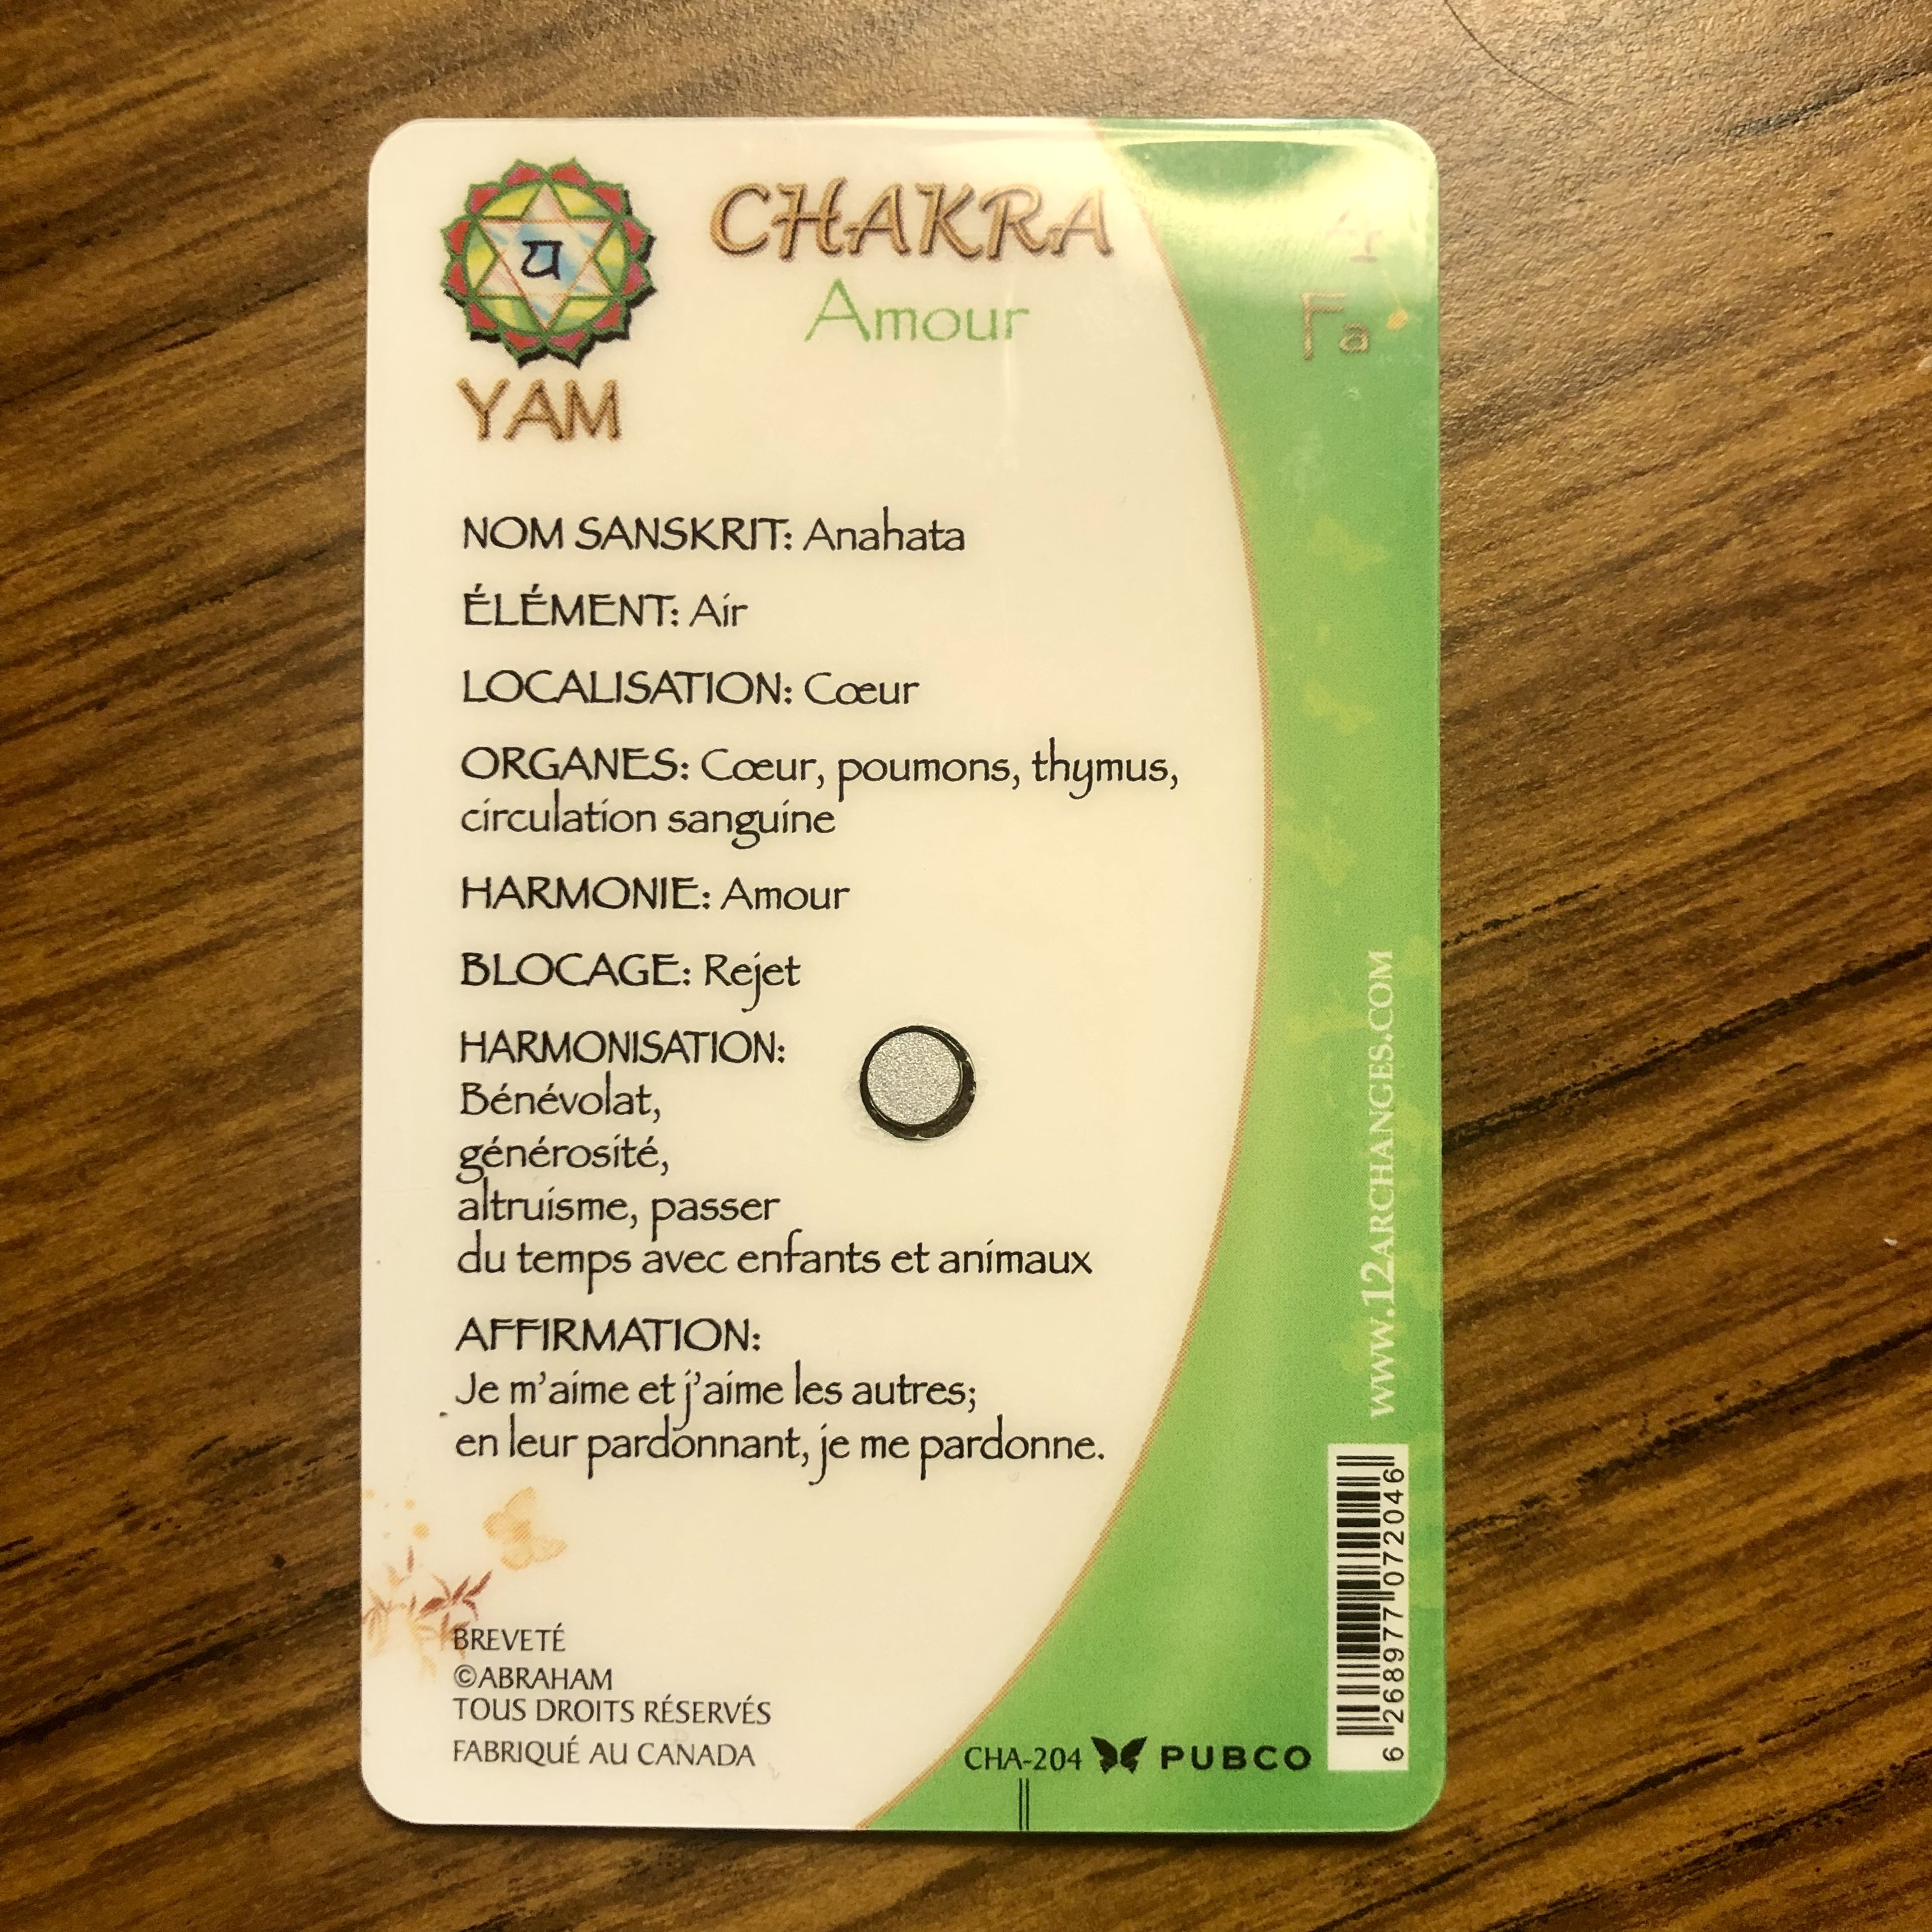 CHAKRA
Amour
Fa
YAM
NOM SANSKRIT: Anahata
ÉLÉMENT: Air
LOCALISATION: Cœur
ORGANES: Cœur, poumons, thymus,
circulation sanguine
HARMONIE: Amour
BLOCAGE: Rejet
HARMONISATION:
Bénévolat,
générosité,
altruisme, passer
du temps avec enfants et animaux
AFFIRMATION:
Je m'aime et j'aime les autres;
en leur pardonnant, je me pardonne.
WWW.12ARCHANGES.COM
6 26897707204 6
BREVETÉ
©ABRAHAM
TOUS DROITS RÉSERVÉS
FABRIQUÉ AU CANADA
CHA-204 PUBCO